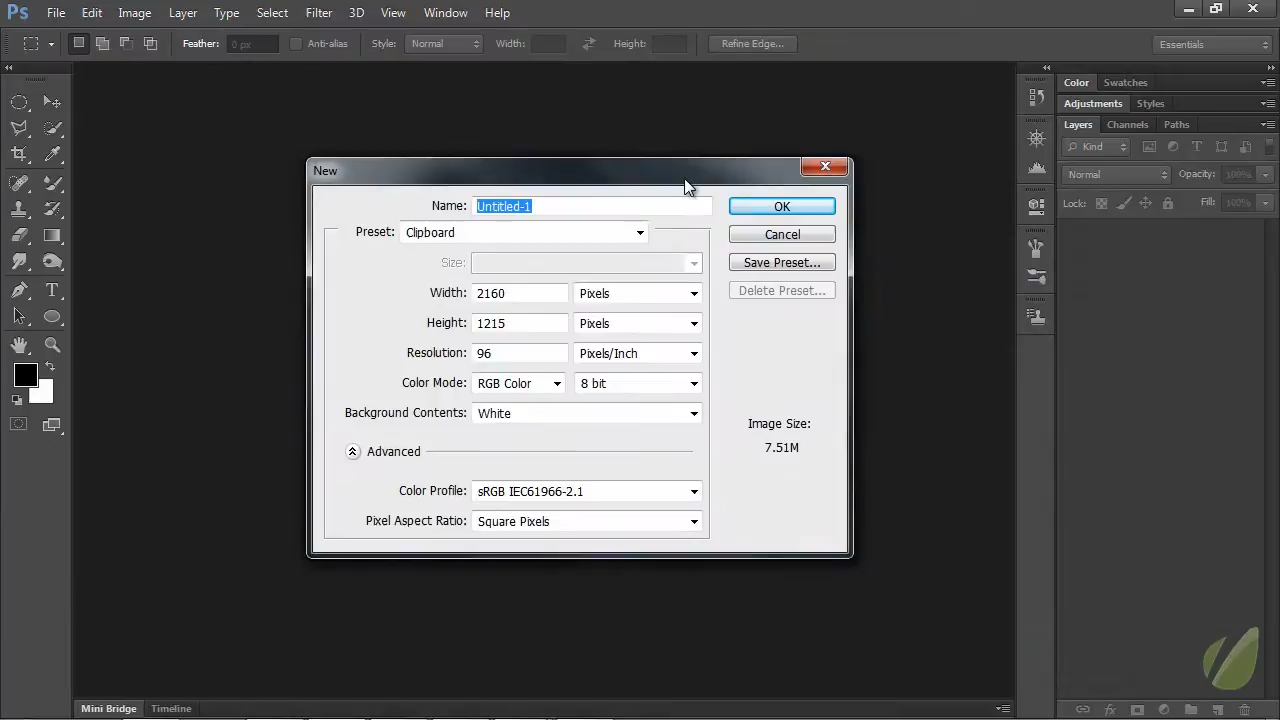 Ps File Edit Image Layer Type Select Filter 3D View Window Help
Feather: 0 px Anti-alias Style: Normal Width: Height: Refine Edge... Essentials
Color Swatches
Adjustments Styles
Layers Channels Paths
Kind
Normal Opacity: 100%
Lock: Fill: 100%
New
Name: Untitled-1 OK
Preset: Clipboard Cancel
Size: Save Preset...
Width: 2160 Pixels Delete Preset...
Height: 1215 Pixels
Resolution: 96 Pixels/Inch
Color Mode: RGB Color 8 bit
Background Contents: White
Image Size:
7.51M
Advanced
Color Profile: sRGB IEC61966-2.1
Pixel Aspect Ratio: Square Pixels
Mini Bridge Timeline